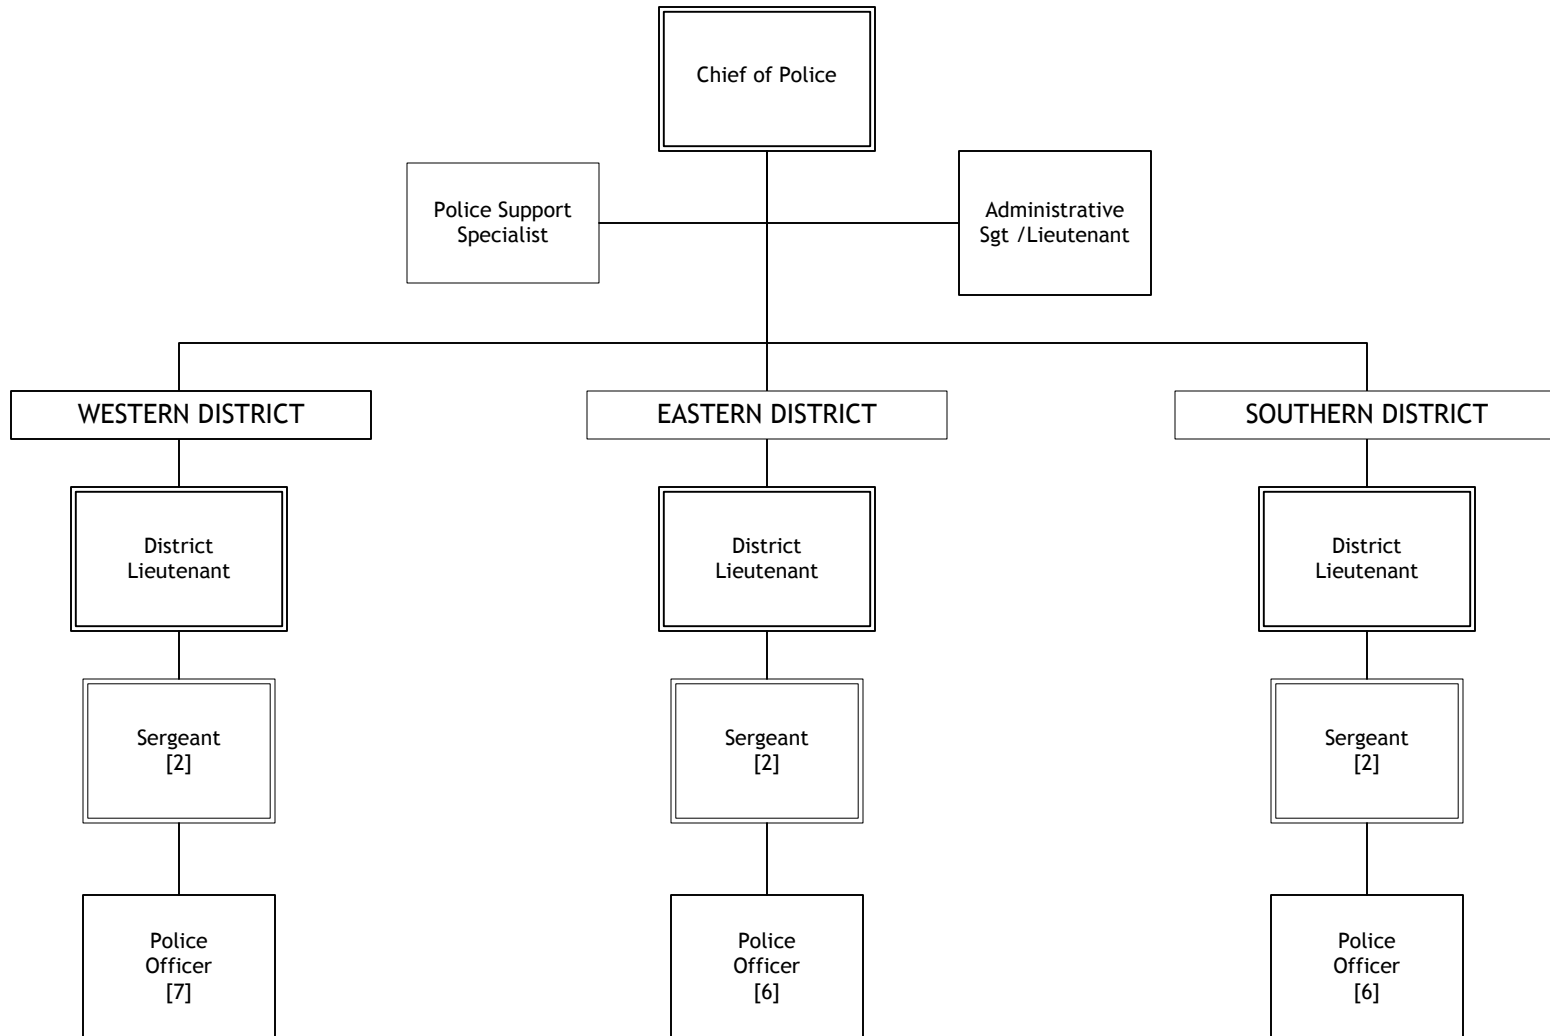 Chief of Police
Police Support
Specialist
Administrative
Sgt /Lieutenant
WESTERN DISTRICT
EASTERN DISTRICT
SOUTHERN DISTRICT
District
Lieutenant
District
Lieutenant
District
Lieutenant
Sergeant
[2]
Sergeant
[2]
Sergeant
[2]
Police
Officer
[7]
Police
Officer
[6]
Police
Officer
[6]